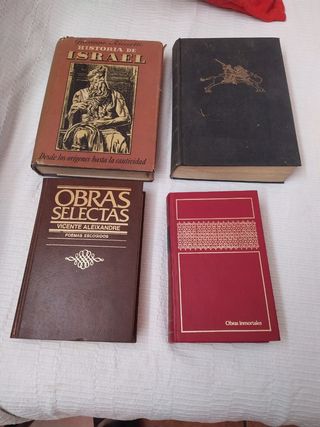 HISTORIA DE
ISRAEL
Desde los orígenes hasta la cautividad
OBRAS
SELECTAS
VICENTE ALEIXANDRE
POEMAS ESCOGIDOS
Obras Inmortales